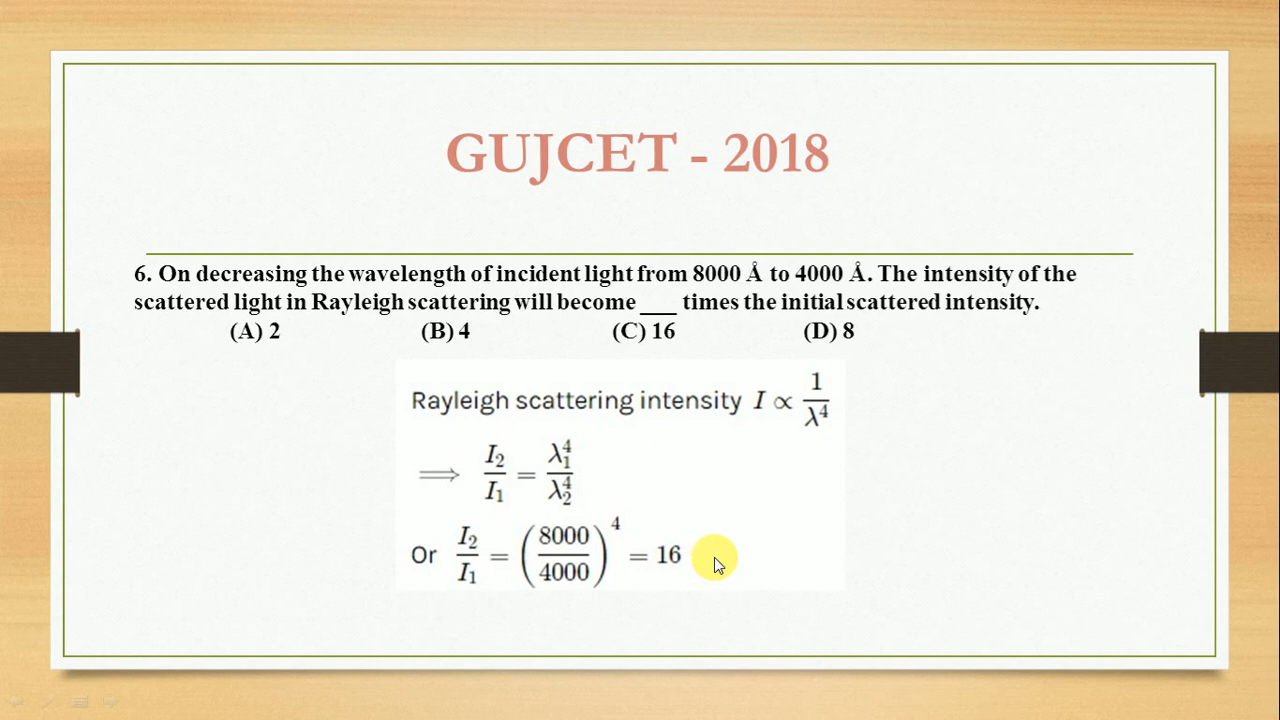 GUJCET - 2018
6. On decreasing the wavelength of incident light from 8000 Å to 4000 Å. The intensity of the
scattered light in Rayleigh scattering will become ___ times the initial scattered intensity.
(A) 2 (B) 4 (C) 16 (D) 8
Rayleigh scattering intensity I ∝ 1/λ⁴
⟹ I₂/I₁ = λ₁⁴/λ₂⁴
Or I₂/I₁ = (8000/4000)⁴ = 16